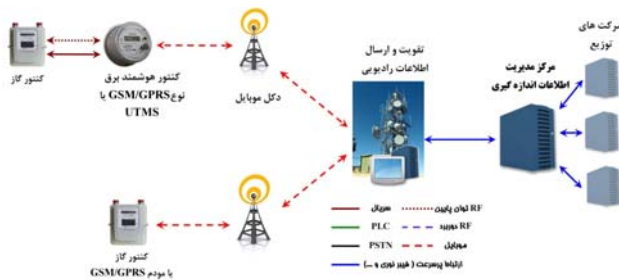 شرکت های
توزیع
مرکز مدیریت
اطلاعات اندازه گیری
تقویت و ارسال
اطلاعات رادیویی
دکل موبایل
کنتور هوشمند برق
نوع GSM/GPRS یا
UTMS
کنتور گاز
کنتور گاز
با مودم GSM/GPRS
سریال
RF توان پایین
PLC
RF دوربرد
PSTN
موبایل
ارتباط پرسرعت ( فیبر نوری و ...)